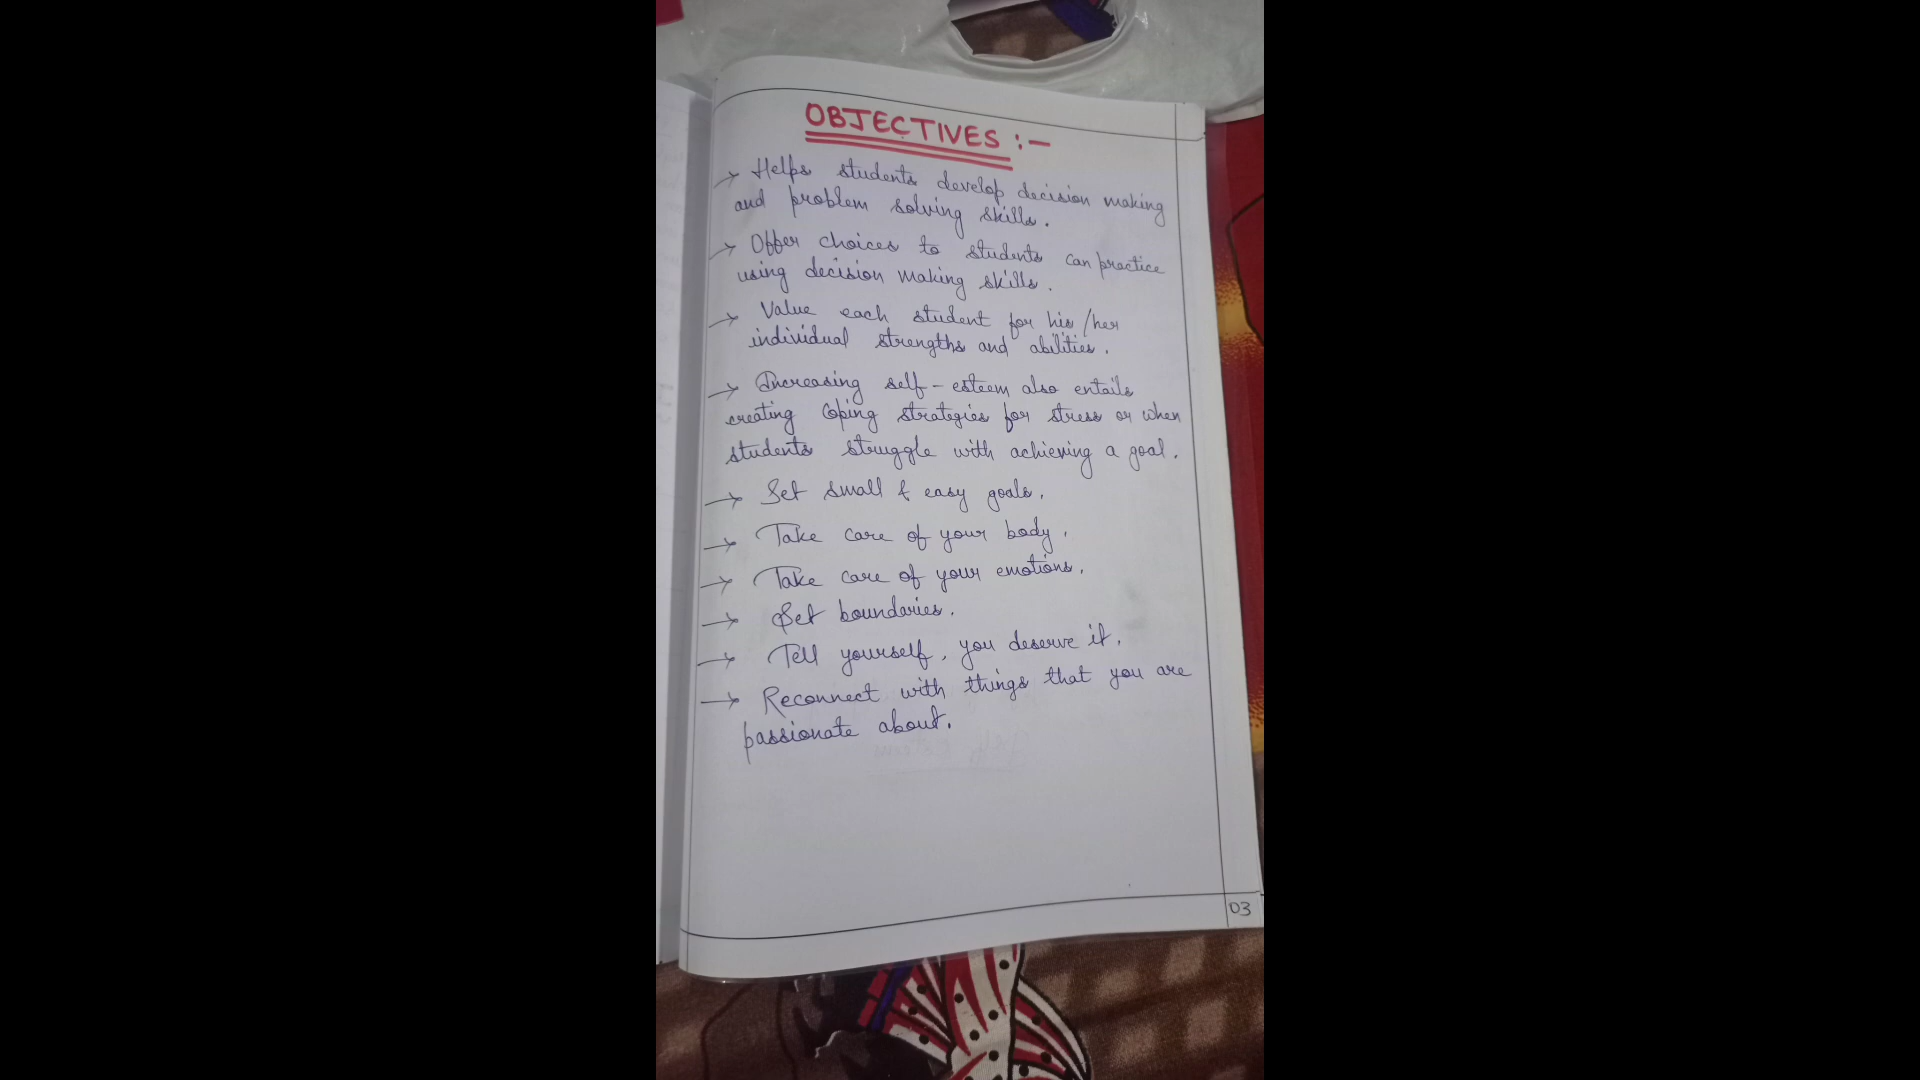 OBJECTIVES :-
→ Helps students develop decision making
and problem solving skills.
→ Offer choices to students can practice
using decision making skills.
→ Value each student for his/her
individual strengths and abilities.
→ Increasing self-esteem also entails
creating coping strategies for stress or when
students struggle with achieving a goal.
→ Set small & easy goals.
→ Take care of your body.
→ Take care of your emotions.
→ Set boundaries.
→ Tell yourself, you deserve it.
→ Reconnect with things that you are
passionate about.
03